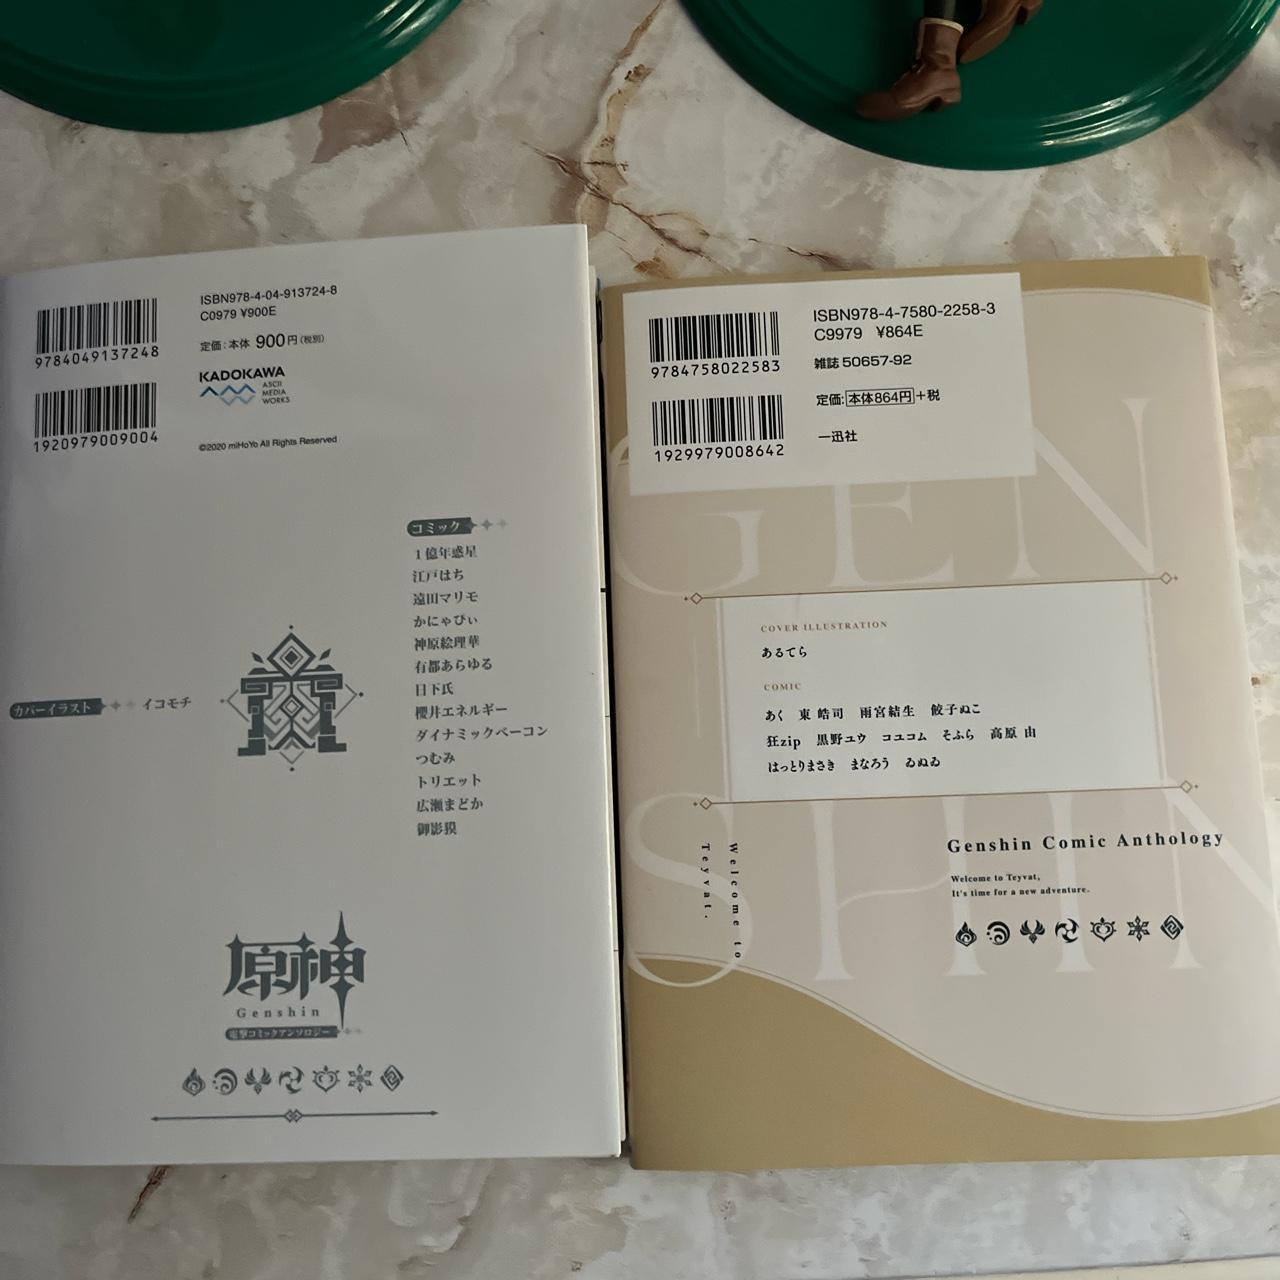 ISBN978-4-04-913724-8
C0979 ¥900E
定価:本体 900円(税別)
9784049137248
KADOKAWA
ASCII
MEDIA
WORKS
1920979009004
©2020 miHoYo All Rights Reserved
コミック
1億年惑星
江戸はち
遠田マリモ
かにゃぴぃ
神原絵理華
有都あらゆる
日下氏
櫻井エネルギー
ダイナミックベーコン
つむみ
トリエット
広瀬まどか
御影獏
カバーイラスト
イコモチ
原神
Genshin
電撃コミックアンソロジー
ISBN978-4-7580-2258-3
C9979 ¥864E
9784758022583
雑誌 50657-92
定価:本体864円+税
1929979008642
一迅社
GEN
SHIN
COVER ILLUSTRATION
あるてら
COMIC
あく 東 皓司 雨宮結生 餃子ぬこ
狂zip 黒野ユウ コユコム そふら 高原 由
はっとりまさき まなろう ゐぬゐ
Welcome to
Teyvat.
Genshin Comic Anthology
Welcome to Teyvat,
It's time for a new adventure.